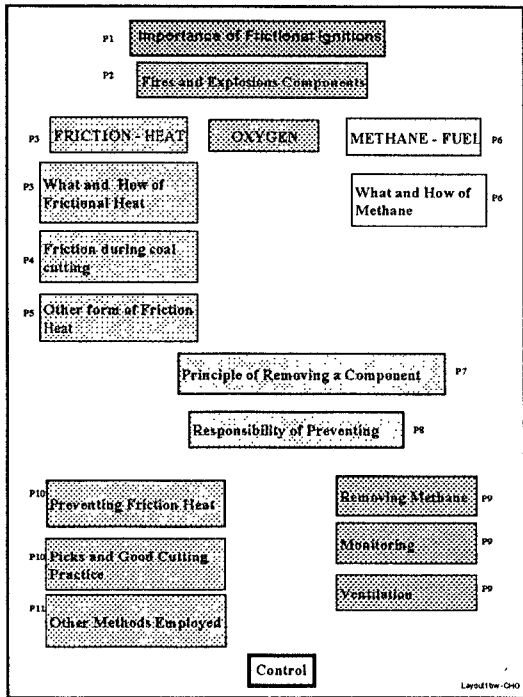 P1 Importance of Frictional Ignitions
P2 Fires and Explosions Components
P3 FRICTION - HEAT OXYGEN METHANE - FUEL P6
P3 What and How of
Frictional Heat
What and How of
Methane P6
P4 Friction during coal
cutting
P5 Other form of Friction
Heat
Principle of Removing a Component P7
Responsibility of Preventing P8
P10 Preventing Friction Heat
Removing Methane P9
P10 Picks and Good Cutting
Practice
Monitoring P9
P11 Other Methods Employed
Ventilation P9
Control
Layout1bw-CHO